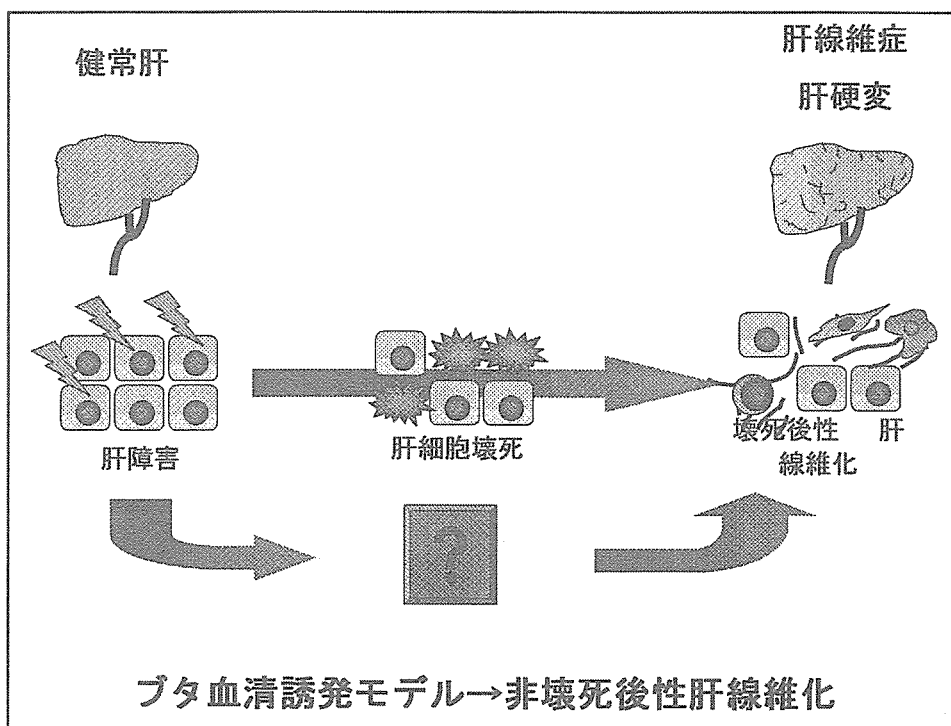 健常肝
肝線維症
肝硬変
肝障害
肝細胞壊死
壊死後性 肝
線維化
?
ブタ血清誘発モデル→非壊死後性肝線維化